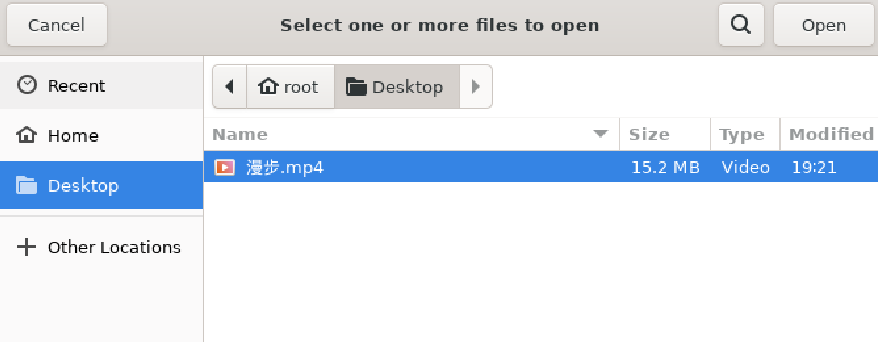 Cancel Select one or more files to open Open
Recent
Home
Desktop
Other Locations
root Desktop
Name Size Type Modified
漫步.mp4 15.2 MB Video 19:21